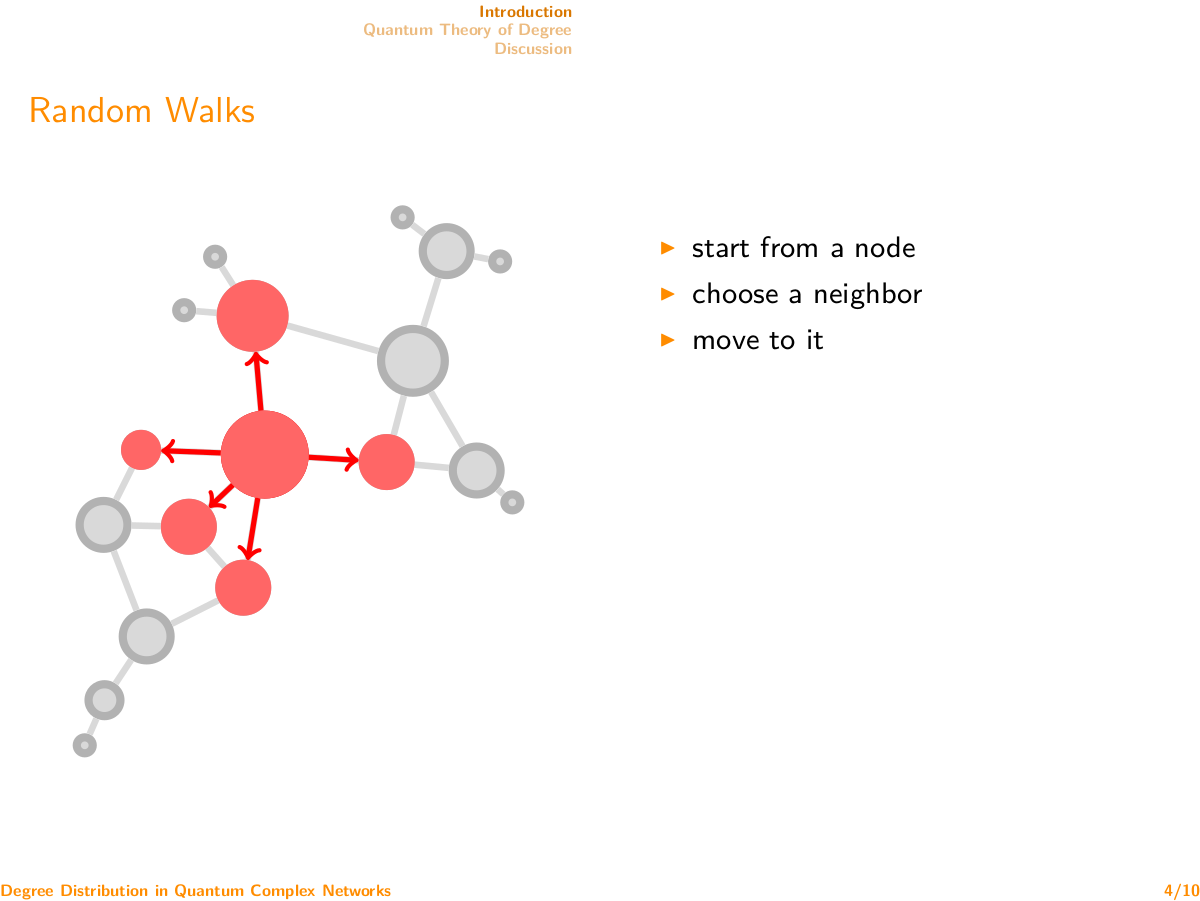 Introduction
Quantum Theory of Degree
Discussion
Random Walks
start from a node
choose a neighbor
move to it
Degree Distribution in Quantum Complex Networks
4/10